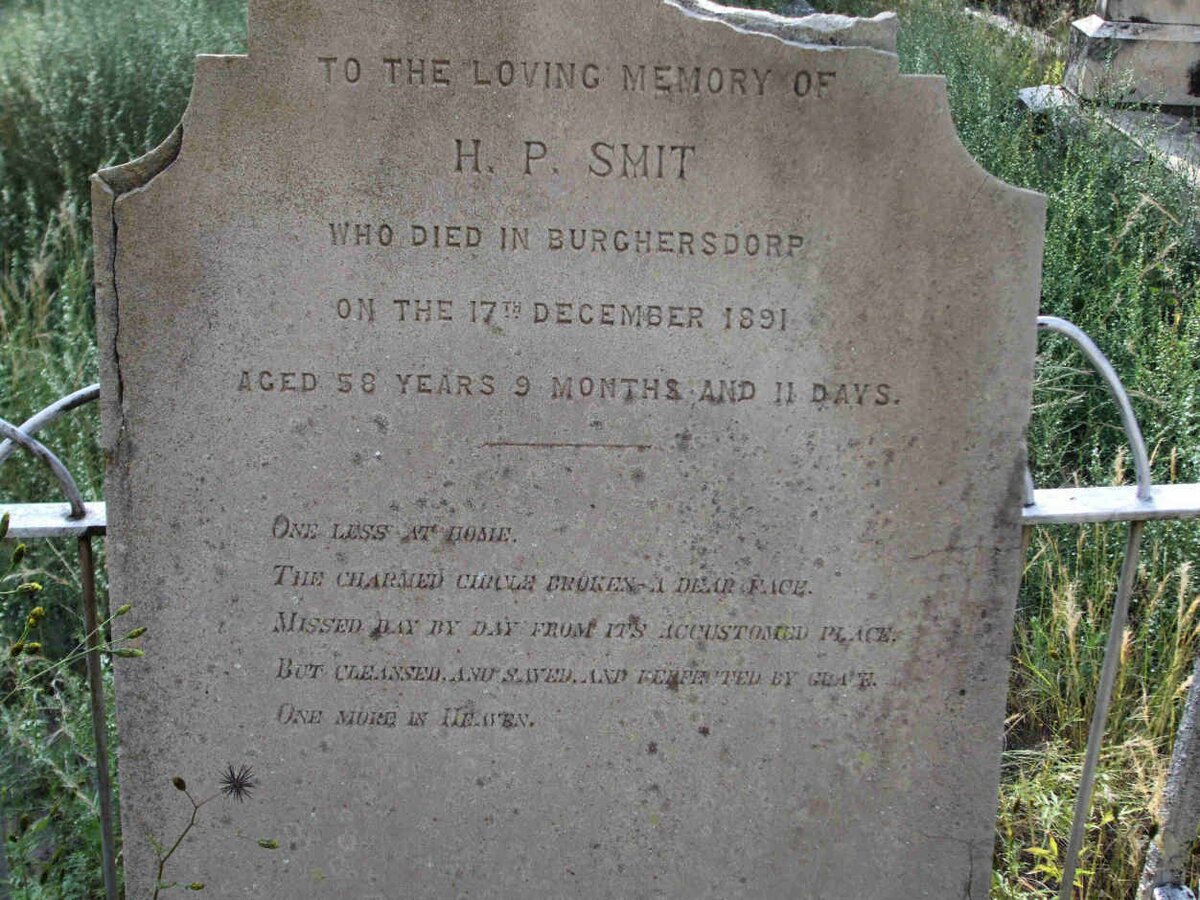 TO THE LOVING MEMORY OF
H. P. SMIT
WHO DIED IN BURGHERSDORP
ON THE 17TH DECEMBER 1891
AGED 58 YEARS 9 MONTHS AND 11 DAYS.
ONE LESS AT HOME.
THE CHARMED CIRCLE BROKEN-A DEAR FACE.
MISSED DAY BY DAY FROM IT'S ACCUSTOMED PLACE.
BUT CLEANSED, AND SAVED, AND PERFECTED BY GRACE.
ONE MORE IN HEAVEN.